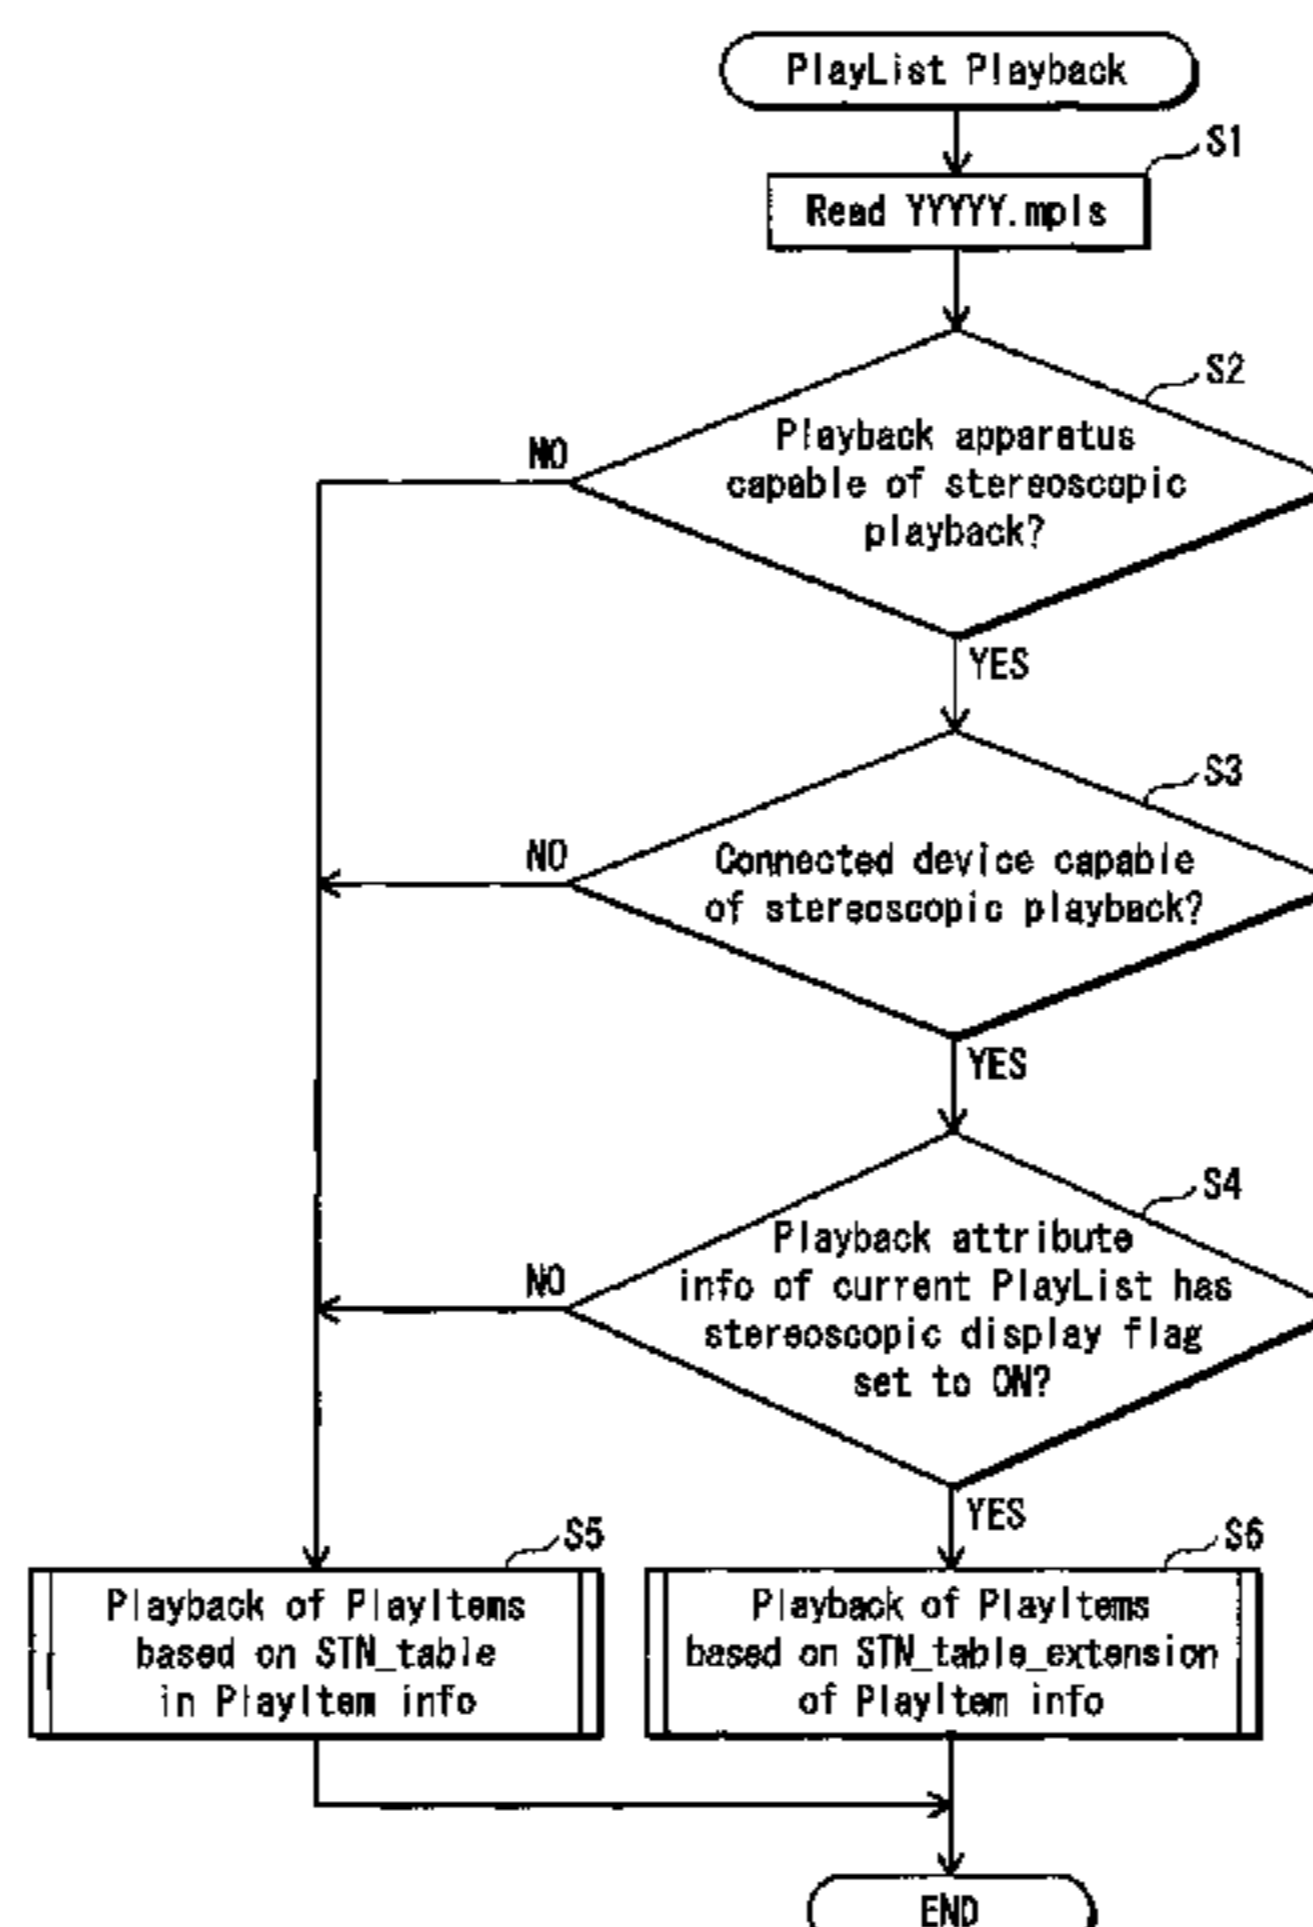 PlayList Playback
S1
Read YYYYY.mpls
S2
Playback apparatus
capable of stereoscopic
playback?
NO
YES
S3
Connected device capable
of stereoscopic playback?
NO
YES
S4
Playback attribute
info of current PlayList has
stereoscopic display flag
set to ON?
NO
YES
S5
Playback of PlayItems
based on STN_table
in PlayItem info
S6
Playback of PlayItems
based on STN_table_extension
of PlayItem info
END